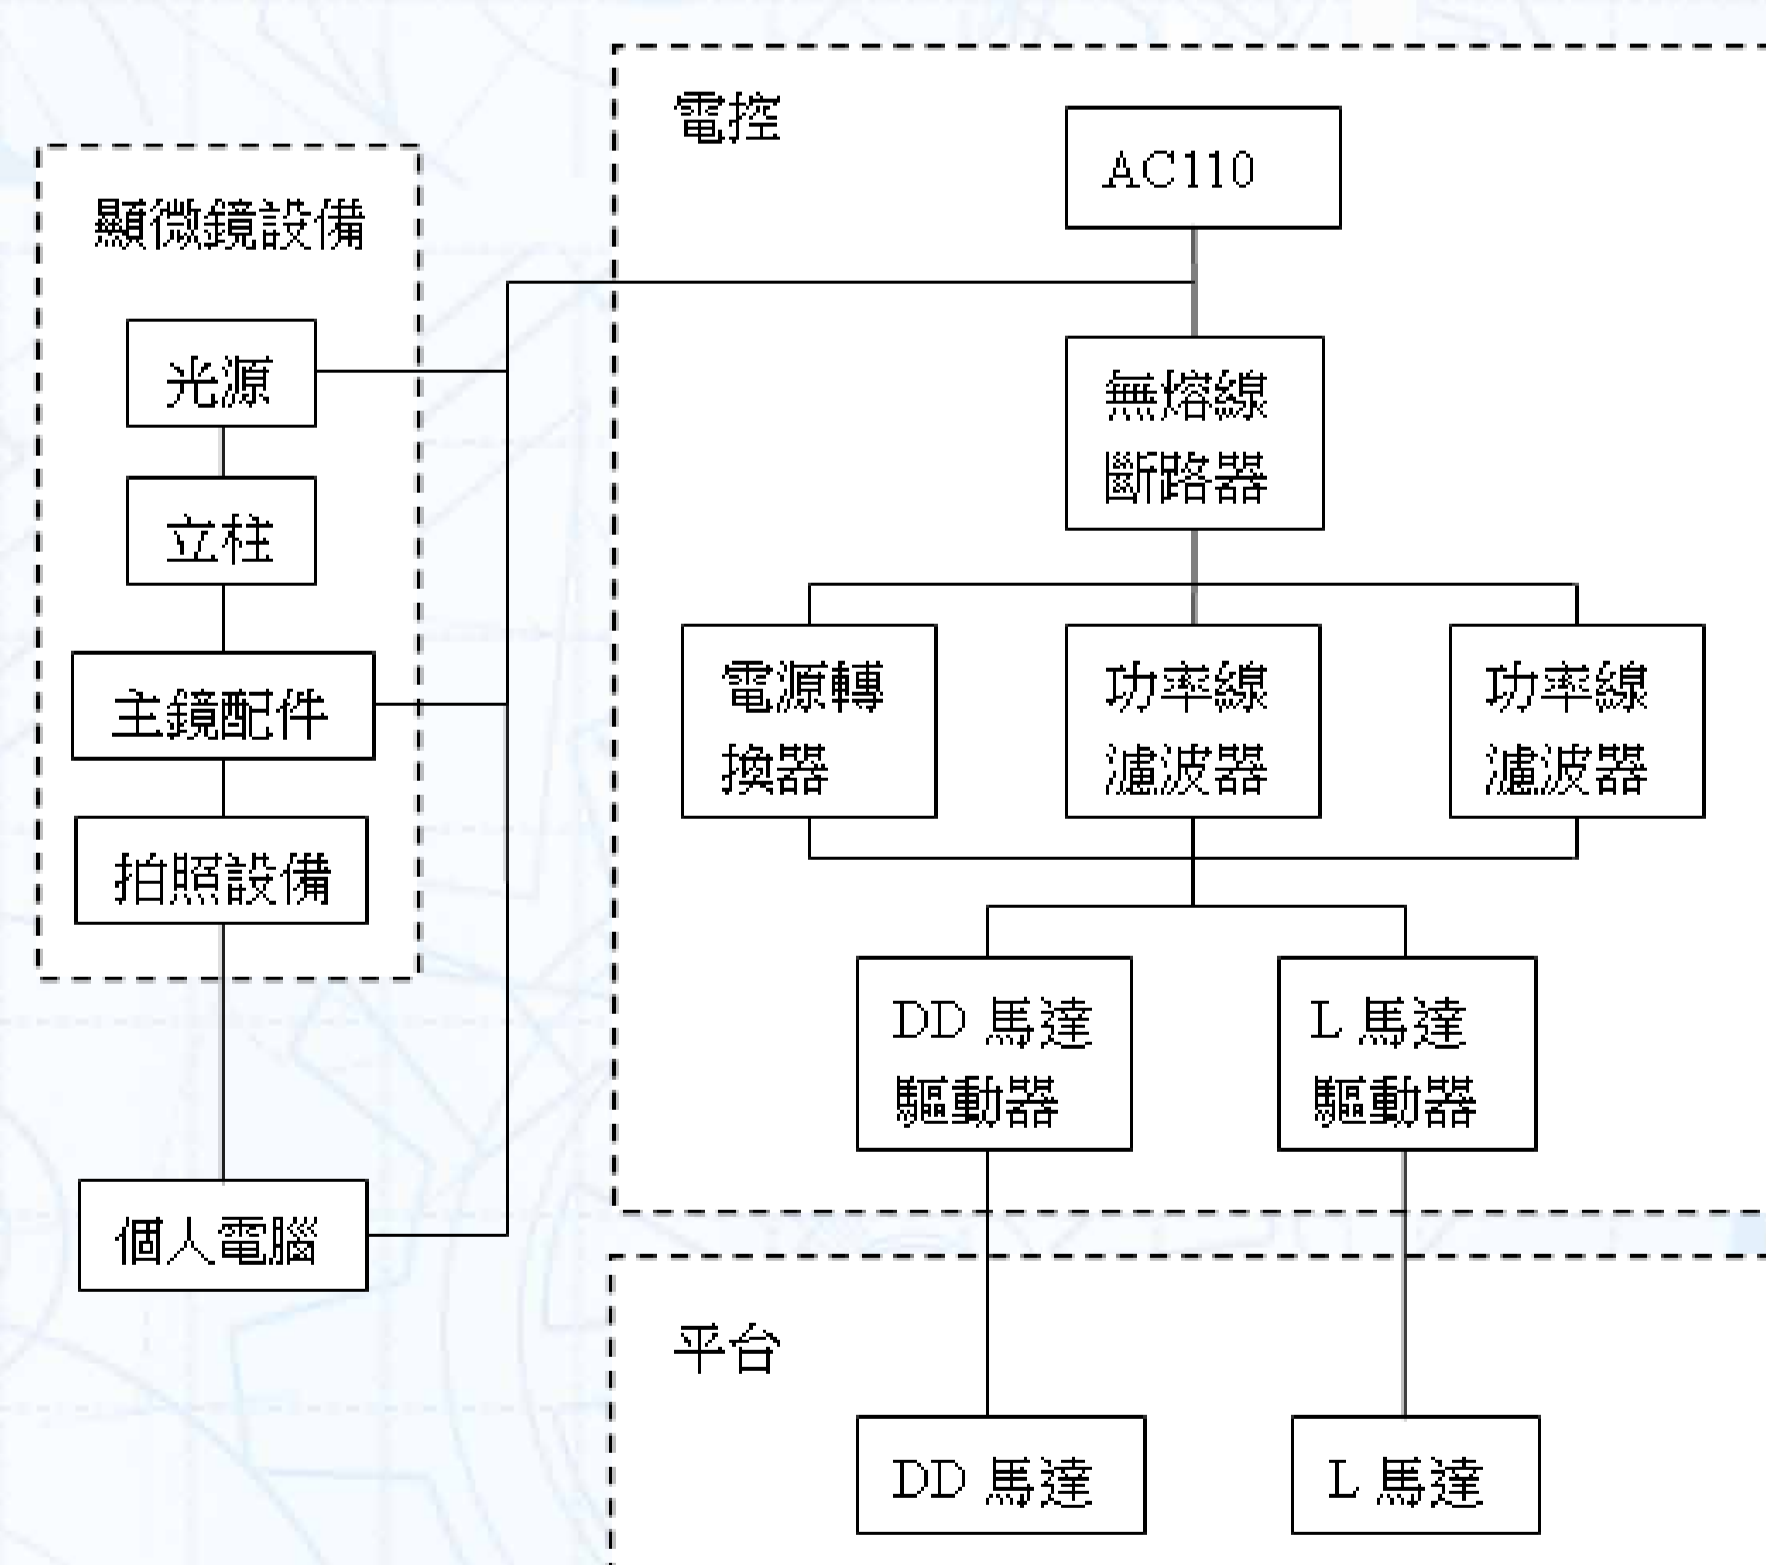 顯微鏡設備
光源
立柱
主鏡配件
拍照設備
個人電腦
電控
AC110
無熔線
斷路器
電源轉
換器
功率線
濾波器
功率線
濾波器
DD 馬達
驅動器
L 馬達
驅動器
平台
DD 馬達
L 馬達